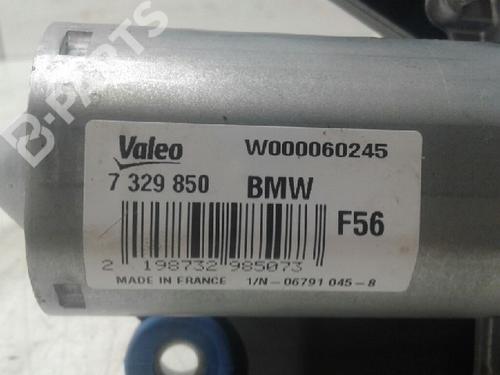 B-PARTS
Valeo W000060245
7 329 850 BMW
F56
2 198732 985073
MADE IN FRANCE 1/N-06791 045-8